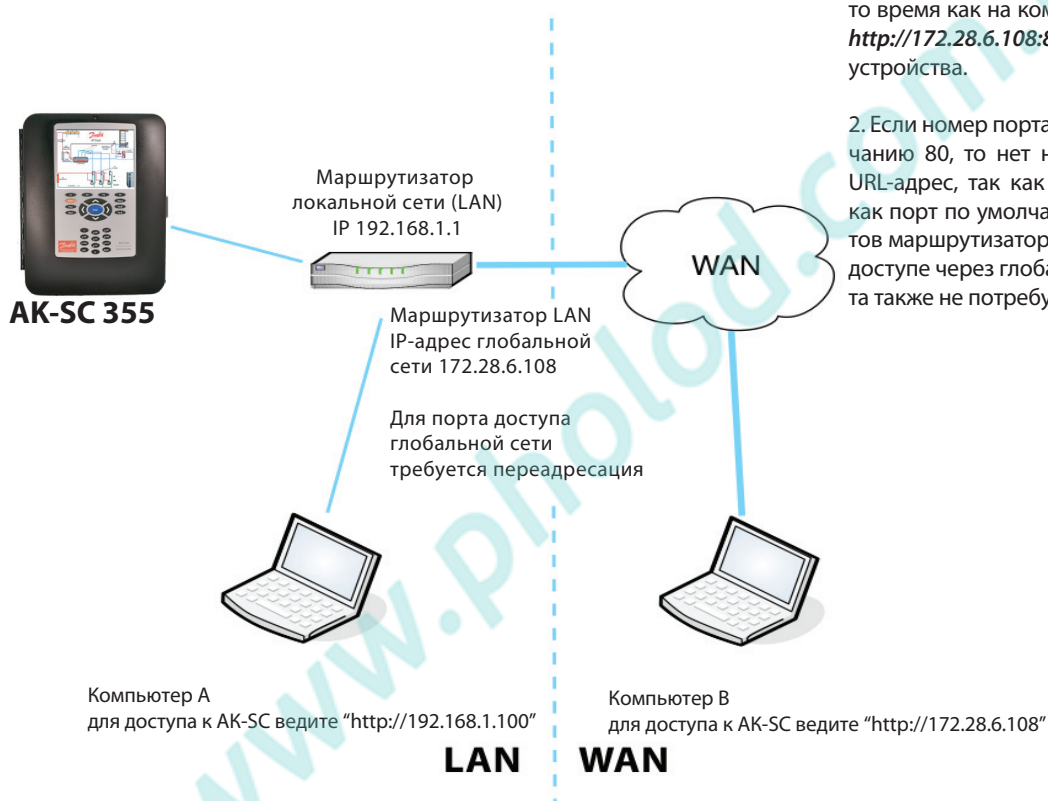 то время как на ком
http://172.28.6.108:8
устройства.
2. Если номер порта
чанию 80, то нет н
URL-адрес, так как
как порт по умолча
тов маршрутизатор
доступе через глоба
та также не потребу
Маршрутизатор
локальной сети (LAN)
IP 192.168.1.1
WAN
AK-SC 355
Маршрутизатор LAN
IP-адрес глобальной
сети 172.28.6.108
Для порта доступа
глобальной сети
требуется переадресация
Компьютер А
для доступа к AK-SC ведите “http://192.168.1.100”
Компьютер В
для доступа к AK-SC ведите “http://172.28.6.108”
LAN
WAN
www.pholod.com.